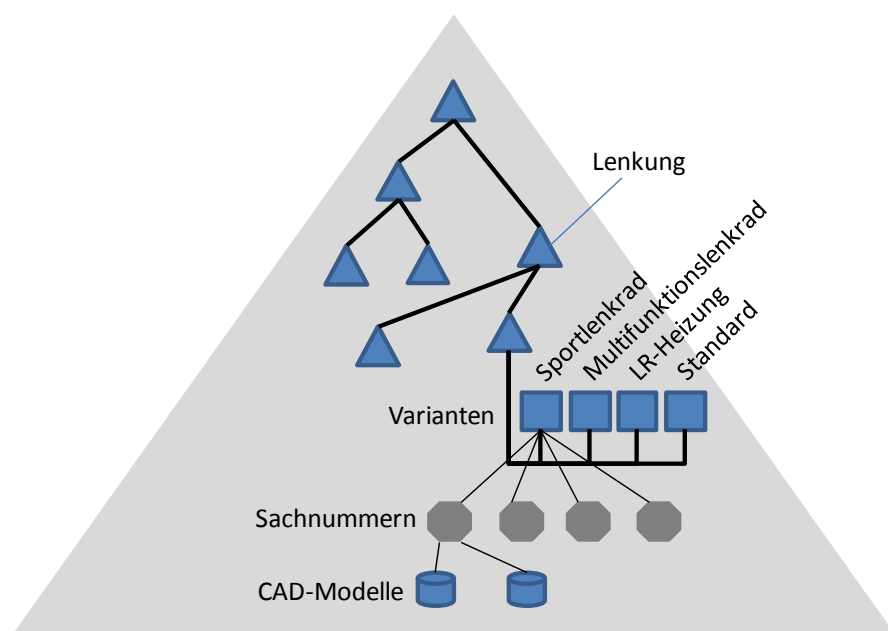 Lenkung
Sportlenkrad
Multifunktionslenkrad
LR-Heizung
Standard
Varianten
Sachnummern
CAD-Modelle